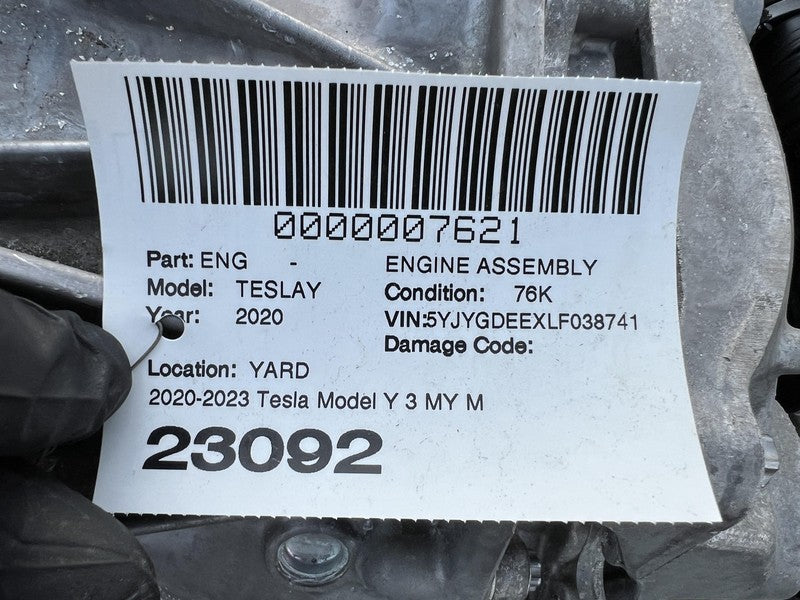 0000007621
Part: ENG - ENGINE ASSEMBLY
Model: TESLAY Condition: 76K
Year: 2020 VIN:5YJYGDEEXLF038741
Damage Code:
Location: YARD
2020-2023 Tesla Model Y 3 MY M
23092